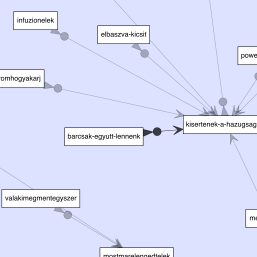 infuzionelek
elbaszva-kicsit
powe
romhogyakarj
kisertenek-a-hazugsag
barcsak-egyutt-lennenk
valakimegmentegyszer
me
mostmarelengedtelek